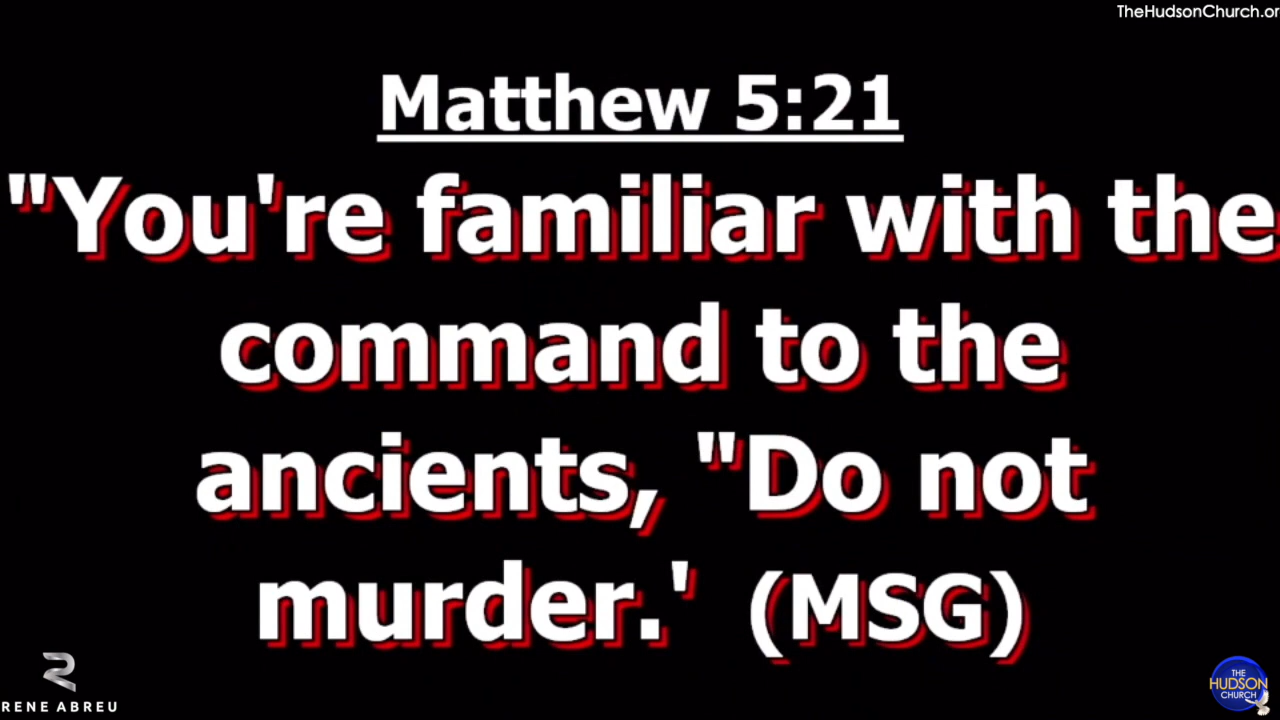 TheHudsonChurch.or
Matthew 5:21
"You're familiar with the
command to the
ancients, "Do not
murder.' (MSG)
RENE ABREU
THE
HUDSON
CHURCH